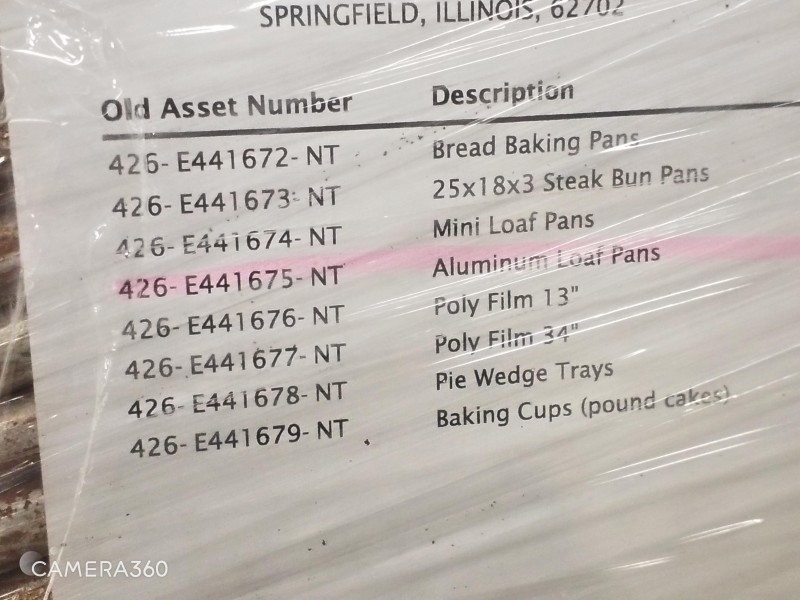 SPRINGFIELD, ILLINOIS, 62702
Old Asset Number Description
426- E441672- NT Bread Baking Pans
426- E441673- NT 25x18x3 Steak Bun Pans
426- E441674- NT Mini Loaf Pans
426- E441675- NT Aluminum Loaf Pans
426- E441676- NT Poly Film 13"
426- E441677- NT Poly Film 34"
426- E441678- NT Pie Wedge Trays
426- E441679- NT Baking Cups (pound cakes)
CAMERA360